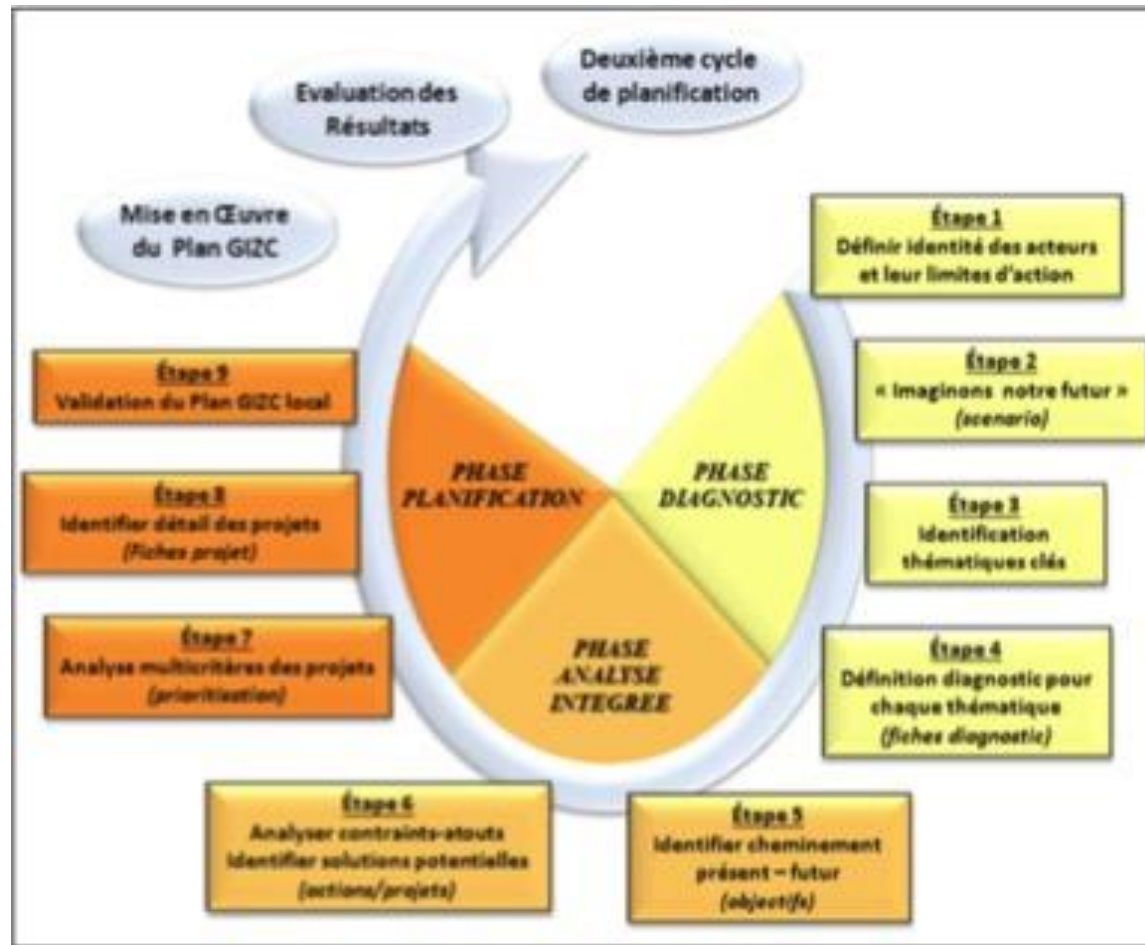 Deuxième cycle
de planification
Evaluation des
Résultats
Mise en Œuvre
du Plan GIZC
Étape 1
Définir identité des acteurs
et leur limites d'action
Étape 2
« Imaginons notre futur »
(scenario)
Étape 3
Identification
thématiques clés
Étape 4
Définition diagnostic pour
chaque thématique
(fiches diagnostic)
Étape 5
Identifier cheminement
présent – futur
(objectifs)
Étape 6
Analyser contraints-atouts
Identifier solutions potentielles
(actions/projets)
Étape 7
Analyse multicritères des projets
(prioritisation)
Étape 8
Identifier détail des projets
(Fiches projet)
Étape 9
Validation du Plan GIZC local
PHASE
PLANIFICATION
PHASE
DIAGNOSTIC
PHASE
ANALYSE
INTEGREE